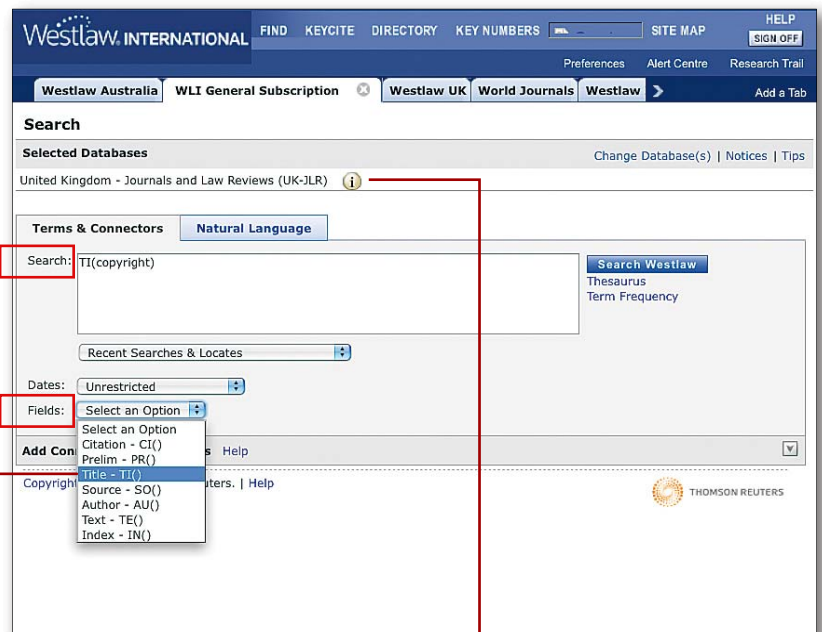 Westlaw. INTERNATIONAL FIND KEYCITE DIRECTORY KEY NUMBERS SITE MAP HELP
SIGN OFF
Preferences Alert Centre Research Trail
Westlaw Australia WLI General Subscription Westlaw UK World Journals Westlaw Add a Tab
Search
Selected Databases Change Database(s) | Notices | Tips
United Kingdom - Journals and Law Reviews (UK-JLR) i
Terms & Connectors Natural Language
Search: TI(copyright) Search Westlaw
Thesaurus
Term Frequency
Recent Searches & Locates
Dates: Unrestricted
Fields: Select an Option
Select an Option
Citation - CI()
Add Con s Help
Prelim - PR()
Title - TI()
Copyrigh uters. | Help
Source - SO() THOMSON REUTERS
Author - AU()
Text - TE()
Index - IN()